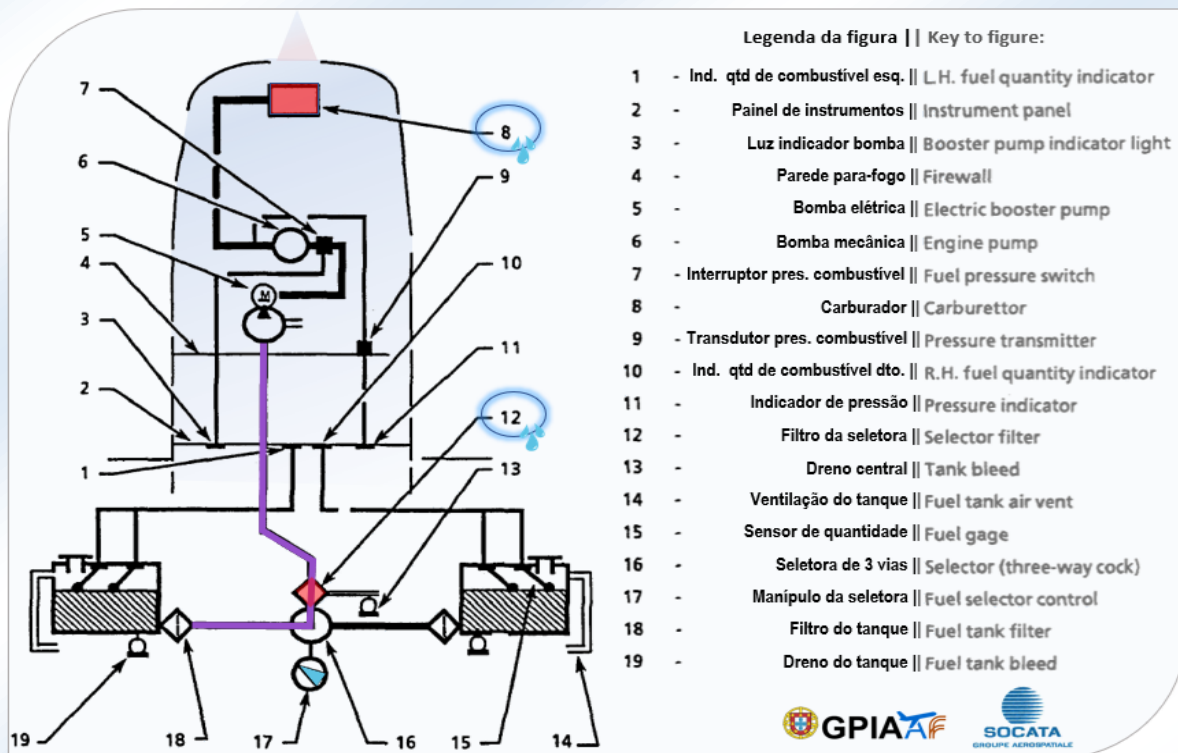 Legenda da figura || Key to figure:
1 - Ind. qtd de combustível esq. || L.H. fuel quantity indicator
2 - Painel de instrumentos || Instrument panel
3 - Luz indicador bomba || Booster pump indicator light
4 - Parede para-fogo || Firewall
5 - Bomba elétrica || Electric booster pump
6 - Bomba mecânica || Engine pump
7 - Interruptor pres. combustível || Fuel pressure switch
8 - Carburador || Carburettor
9 - Transdutor pres. combustível || Pressure transmitter
10 - Ind. qtd de combustível dto. || R.H. fuel quantity indicator
11 - Indicador de pressão || Pressure indicator
12 - Filtro da seletora || Selector filter
13 - Dreno central || Tank bleed
14 - Ventilação do tanque || Fuel tank air vent
15 - Sensor de quantidade || Fuel gage
16 - Seletora de 3 vias || Selector (three-way cock)
17 - Manípulo da seletora || Fuel selector control
18 - Filtro do tanque || Fuel tank filter
19 - Dreno do tanque || Fuel tank bleed
7
8
6
9
5
M
4
10
3
11
2
12
1
13
19
18
17
16
15
14
GPIAAF
SOCATA
GROUPE AEROSPATIALE